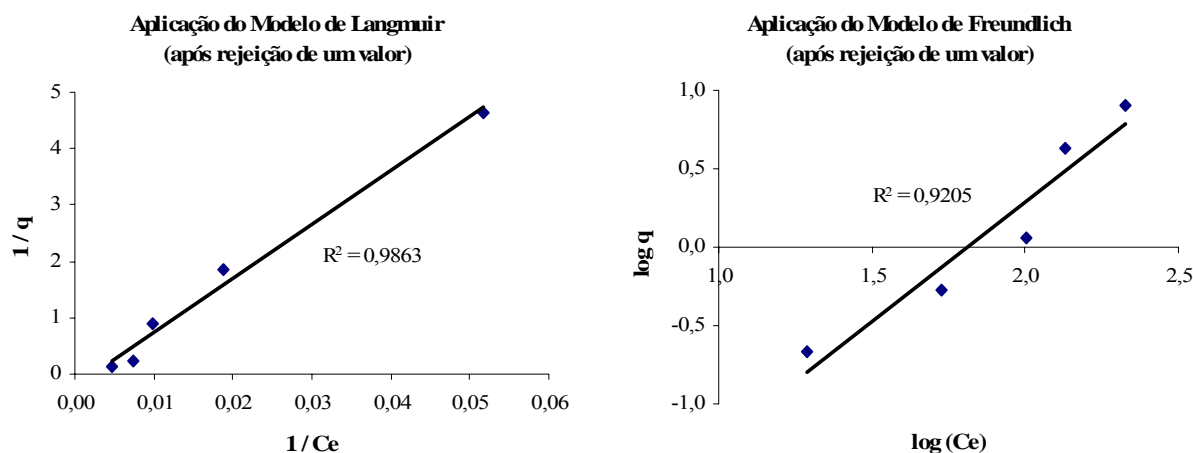 Aplicação do Modelo de Langmuir
(após rejeição de um valor)
5
4
3
2
1
0
1 / q
R² = 0,9863
0,00 0,01 0,02 0,03 0,04 0,05 0,06
1 / Ce
Aplicação do Modelo de Freundlich
(após rejeição de um valor)
1,0
0,5
0,0
-0,5
-1,0
log q
R² = 0,9205
1,0 1,5 2,0 2,5
log (Ce)